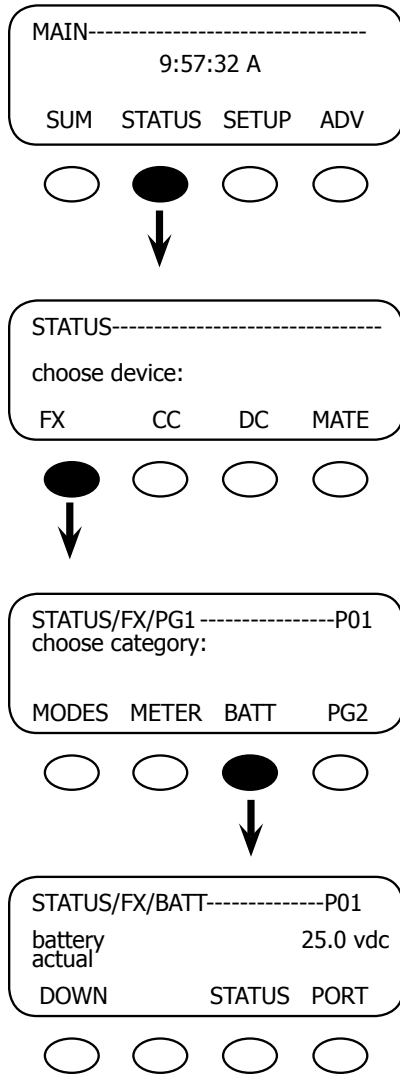 MAIN---------------------------------
9:57:32 A
SUM STATUS SETUP ADV
STATUS--------------------------------
choose device:
FX CC DC MATE
STATUS/FX/PG1 ----------------P01
choose category:
MODES METER BATT PG2
STATUS/FX/BATT--------------P01
battery 25.0 vdc
actual
DOWN STATUS PORT